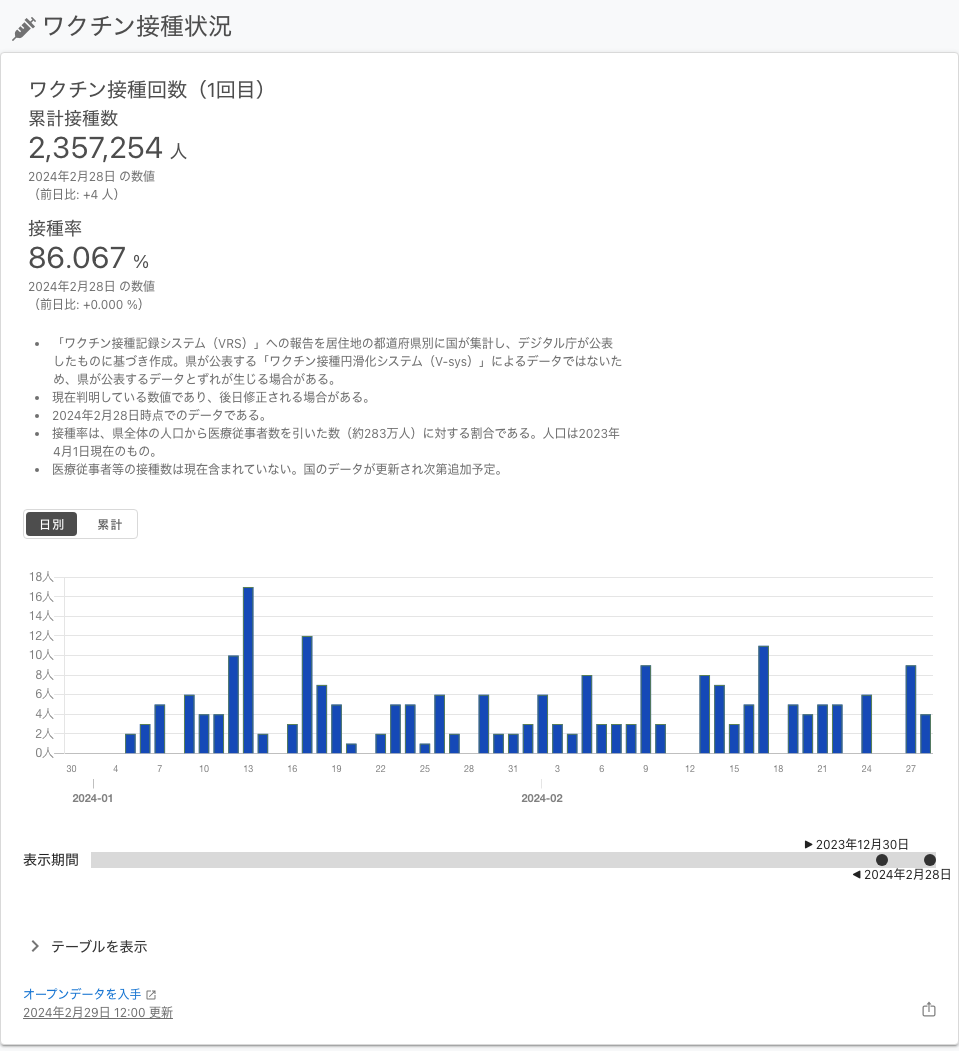 ワクチン接種状況
ワクチン接種回数（1回目）
累計接種数
2,357,254 人
2024年2月28日 の数値
（前日比: +4 人）
接種率
86.067 %
2024年2月28日 の数値
（前日比: +0.000 %）
• 「ワクチン接種記録システム（VRS）」への報告を居住地の都道府県別に国が集計し、デジタル庁が公表
したものに基づき作成。県が公表する「ワクチン接種円滑化システム（V-sys）」によるデータではないた
め、県が公表するデータとずれが生じる場合がある。
• 現在判明している数値であり、後日修正される場合がある。
• 2024年2月28日時点でのデータである。
• 接種率は、県全体の人口から医療従事者数を引いた数（約283万人）に対する割合である。人口は2023年
4月1日現在のもの。
• 医療従事者等の接種数は現在含まれていない。国のデータが更新され次第追加予定。
日別 累計
18人
16人
14人
12人
10人
8人
6人
4人
2人
0人
30 4 7 10 13 16 19 22 25 28 31 3 6 9 12 15 18 21 24 27
2024-01 2024-02
▶ 2023年12月30日
表示期間
◀ 2024年2月28日
テーブルを表示
オープンデータを入手
2024年2月29日 12:00 更新